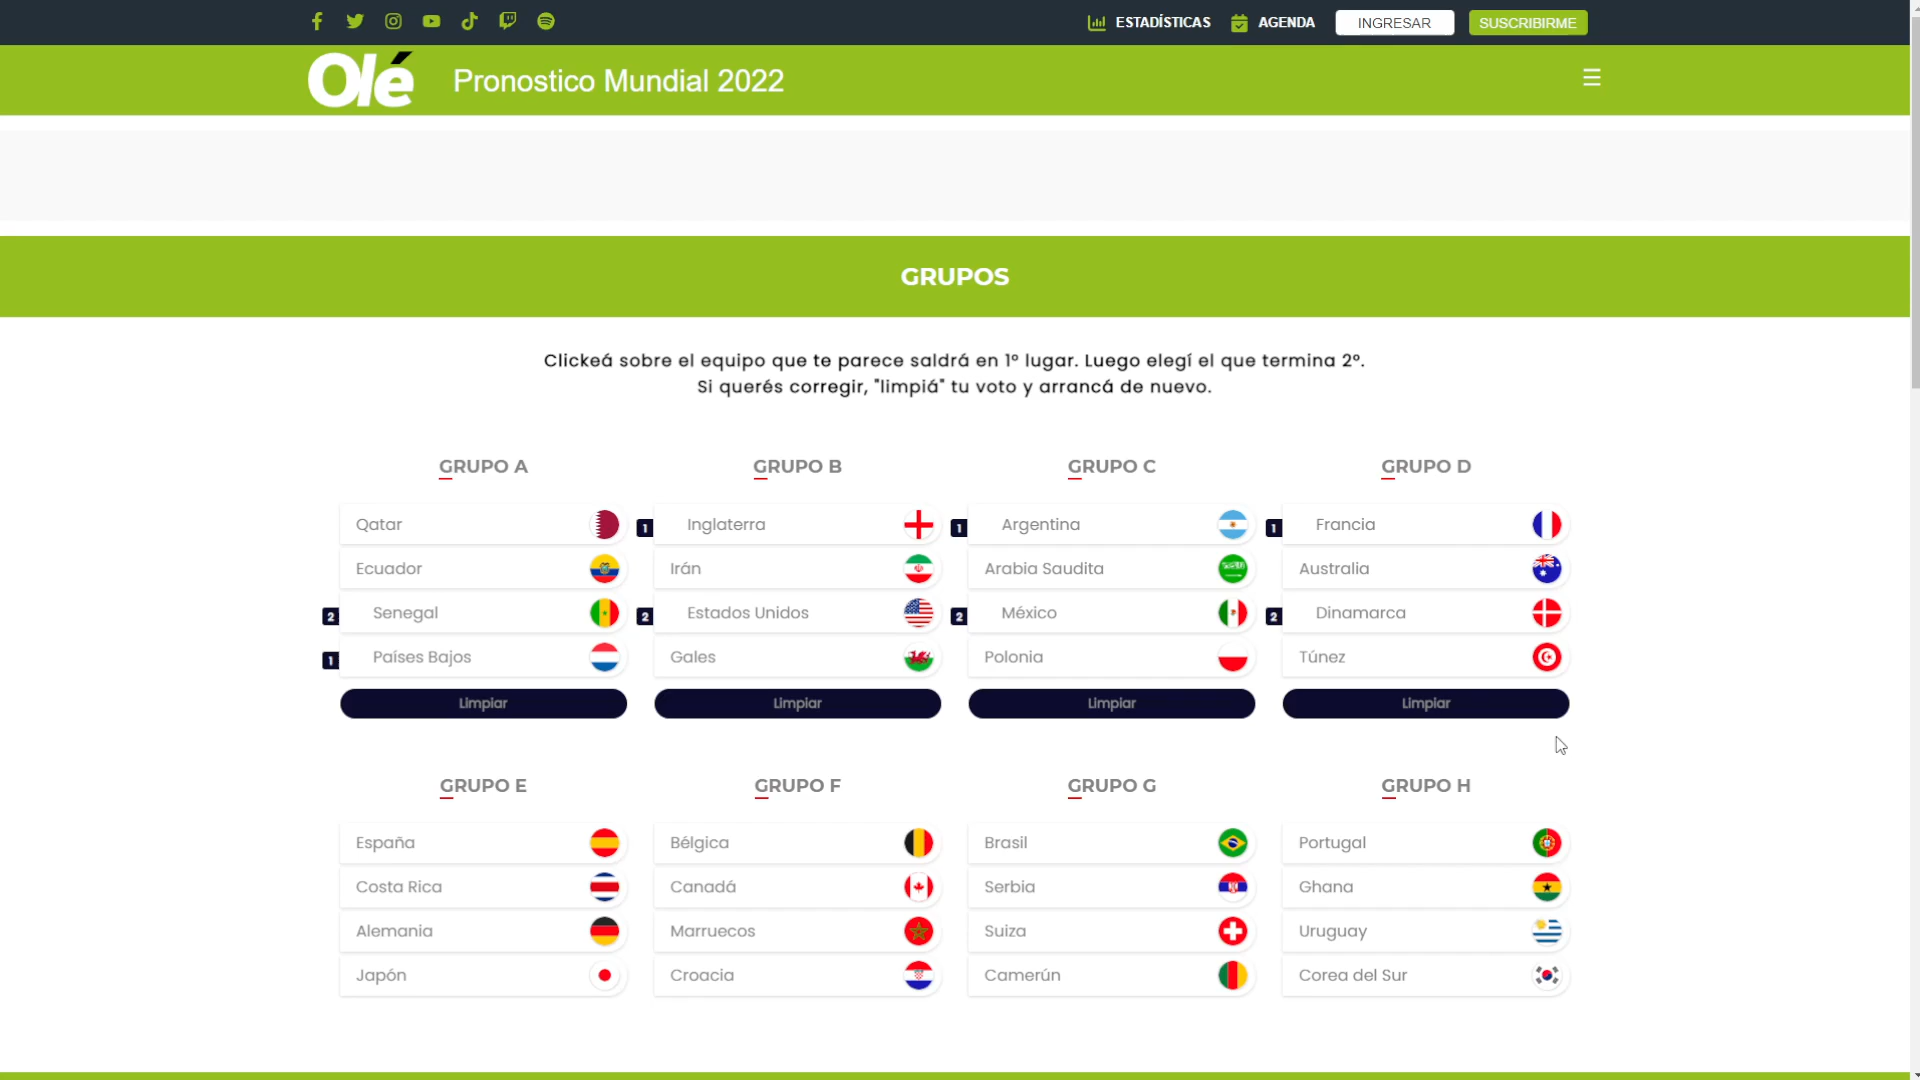 ESTADÍSTICAS AGENDA INGRESAR SUSCRIBIRME
Olé Pronostico Mundial 2022
GRUPOS
Clickeá sobre el equipo que te parece saldrá en 1º lugar. Luego elegí el que termina 2º.
Si querés corregir, "limpiá" tu voto y arrancá de nuevo.
GRUPO A
Qatar
Ecuador
2 Senegal
1 Países Bajos
Limpiar
GRUPO B
1 Inglaterra
Irán
2 Estados Unidos
Gales
Limpiar
GRUPO C
1 Argentina
Arabia Saudita
2 México
Polonia
Limpiar
GRUPO D
1 Francia
Australia
2 Dinamarca
Túnez
Limpiar
GRUPO E
España
Costa Rica
Alemania
Japón
GRUPO F
Bélgica
Canadá
Marruecos
Croacia
GRUPO G
Brasil
Serbia
Suiza
Camerún
GRUPO H
Portugal
Ghana
Uruguay
Corea del Sur